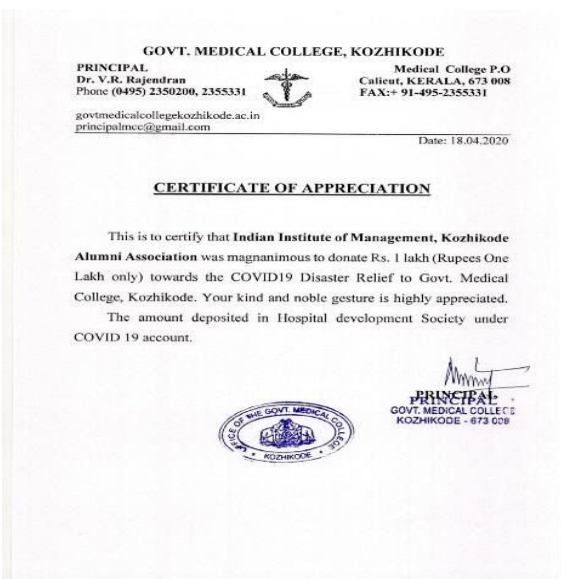 GOVT. MEDICAL COLLEGE, KOZHIKODE
PRINCIPAL
Dr. V.R. Rajendran
Phone (0495) 2350200, 2355331
Medical College P.O
Calicut, KERALA, 673 008
FAX:+ 91-495-2355331
govtmedicalcollegekozhikode.ac.in
principalmcc@gmail.com
Date: 18.04.2020
CERTIFICATE OF APPRECIATION
This is to certify that Indian Institute of Management, Kozhikode
Alumni Association was magnanimous to donate Rs. 1 lakh (Rupees One
Lakh only) towards the COVID19 Disaster Relief to Govt. Medical
College, Kozhikode. Your kind and noble gesture is highly appreciated.
The amount deposited in Hospital development Society under
COVID 19 account.
PRINCIPAL
PRINCIPAL
GOVT. MEDICAL COLLEGE
KOZHIKODE - 673 008
OFFICE OF THE GOVT. MEDICAL COLLEGE
KOZHIKODE